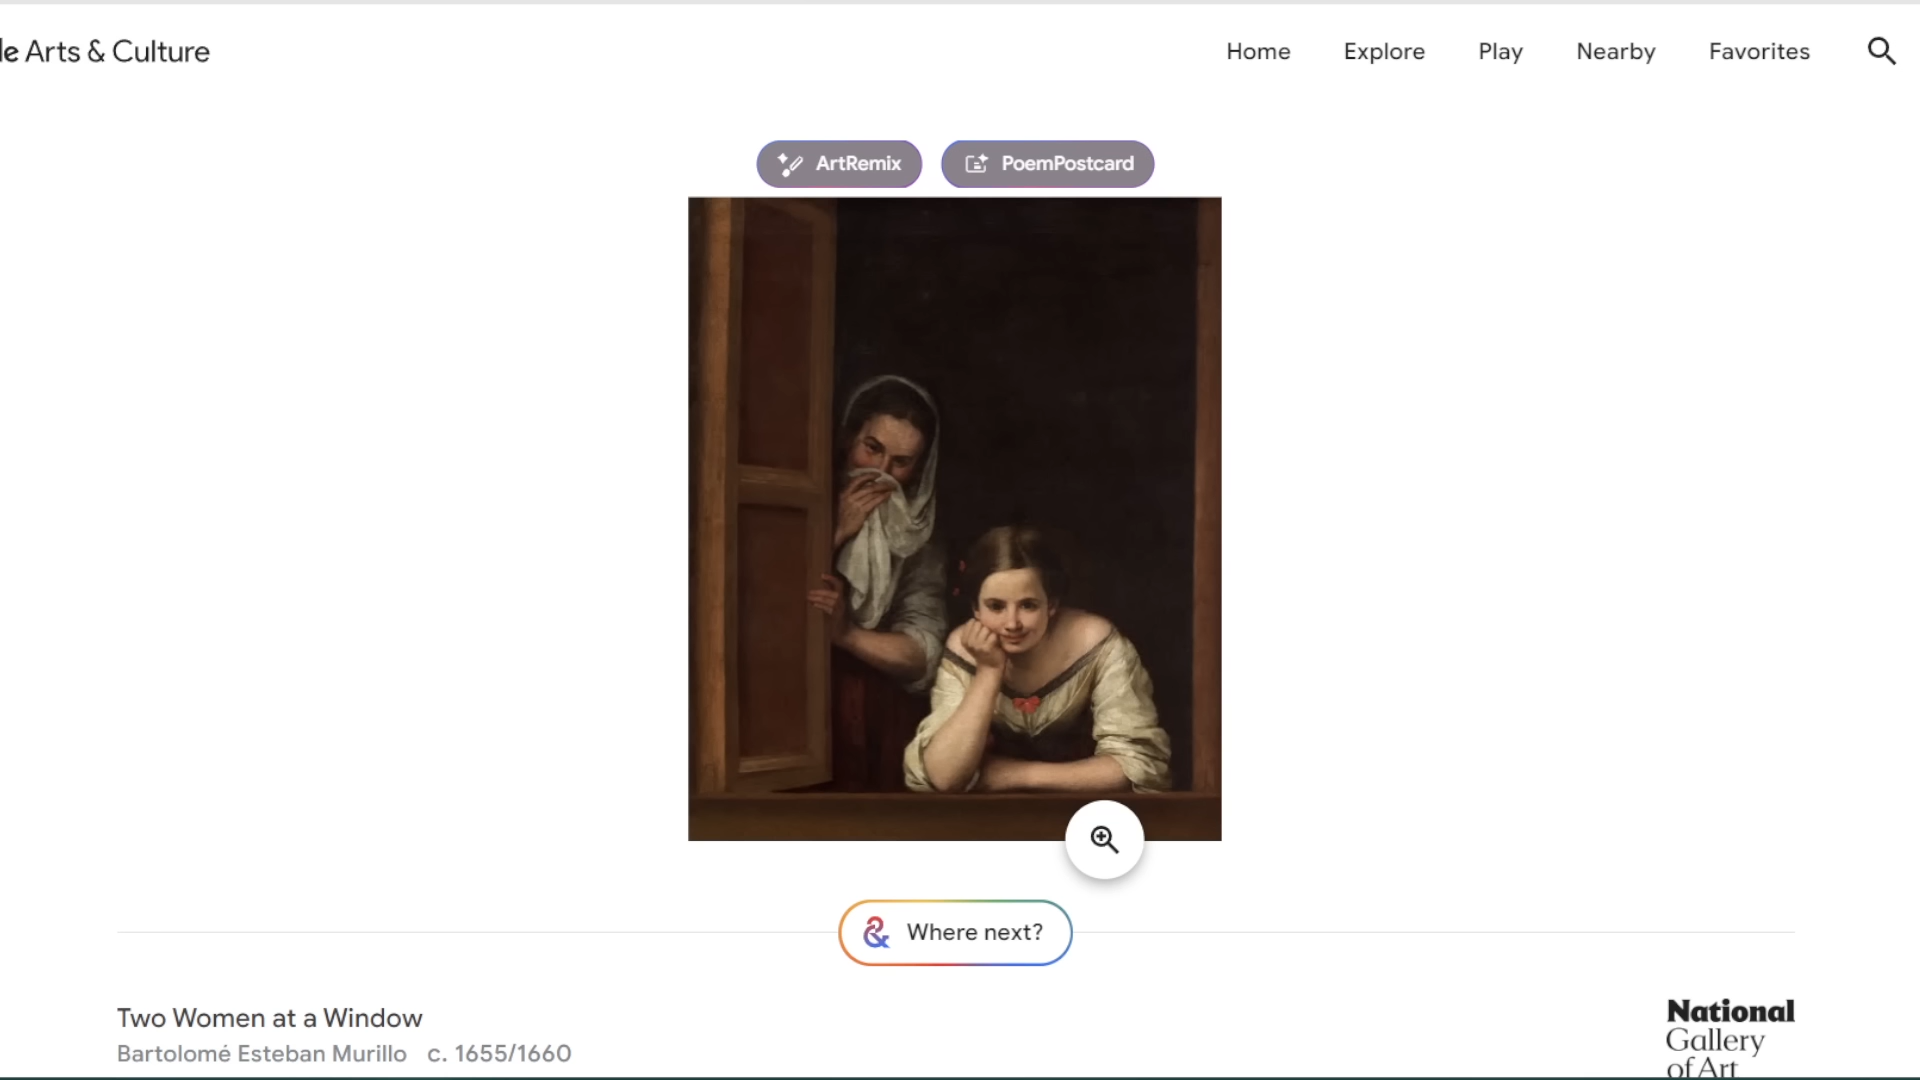 le Arts & Culture
Home Explore Play Nearby Favorites
ArtRemix PoemPostcard
Where next?
Two Women at a Window
Bartolomé Esteban Murillo c. 1655/1660
National
Gallery
of Art